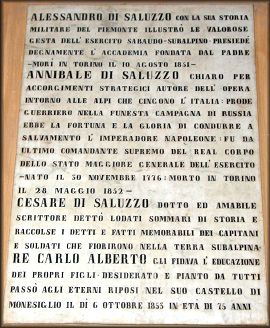 ALESSANDRO DI SALUZZO CON LA SUA STORIA
MILITARE DEL PIEMONTE ILLUSTRÒ LE VALOROSE
GESTA DELL'ESERCITO SABAUDO-SUBALPINO-PRESIEDÈ
DEGNAMENTE L'ACCADEMIA FONDATA DAL PADRE
-MORÌ IN TORINO IL 10 AGOSTO 1851-
ANNIBALE DI SALUZZO CHIARO PER
ACCORGIMENTI STRATEGICI AUTORE DELL'OPERA
INTORNO ALLE ALPI CHE CINGONO L'ITALIA: PRODE
GUERRIERO NELLA FUNESTA CAMPAGNA DI RUSSIA
EBBE LA FORTUNA E LA GLORIA DI CONDURRE A
SALVAMENTO L'IMPERADOR NAPOLEONE: FU DA
ULTIMO COMANDANTE SUPREMO DEL REAL CORPO
DELLO STATO MAGGIORE GENERALE DELL'ESERCITO
-NATO IL 30 NOVEMBRE 1776: MORTO IN TORINO
IL 28 MAGGIO 1852-
CESARE DI SALUZZO DOTTO ED AMABILE
SCRITTORE DETTÒ LODATI SOMMARI DI STORIA E
RACCOLSE I DETTI E FATTI MEMORABILI DEI CAPITANI
E SOLDATI CHE FIORIRONO NELLA TERRA SUBALPINA-
RE CARLO ALBERTO GLI FIDAVA L'EDUCAZIONE
DEI PROPRI FIGLI-DESIDERATO E PIANTO DA TUTTI
PASSÒ AGLI ETERNI RIPOSI NEL SUO CASTELLO DI
MONESIGLIO IL DÌ 6 OTTOBRE 1853 IN ETÀ DI 75 ANNI